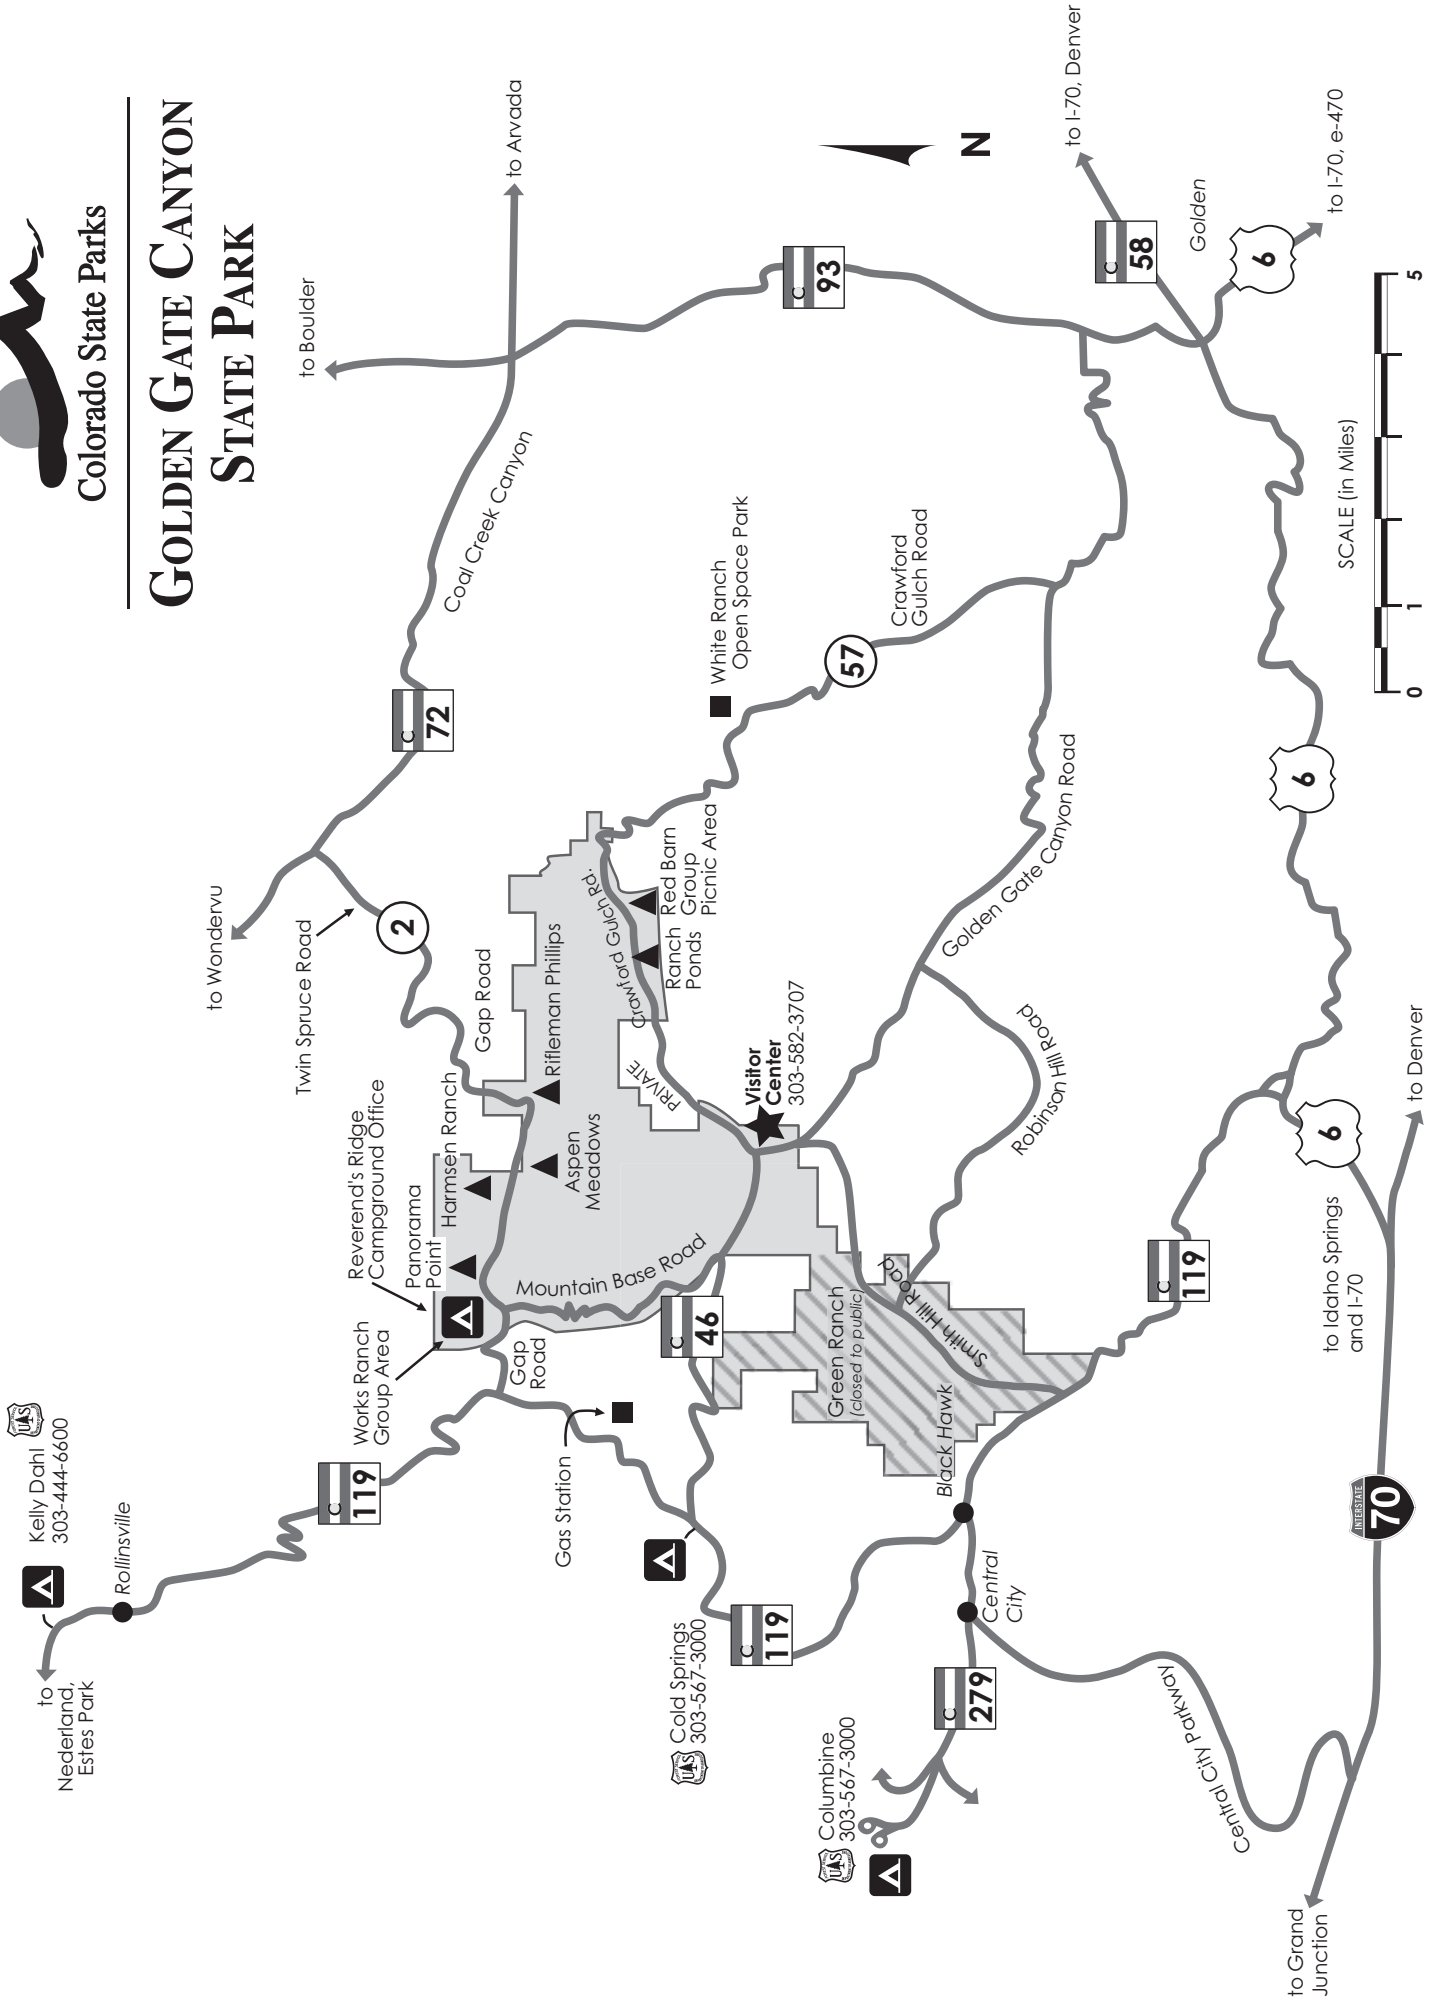 Colorado State Parks
GOLDEN GATE CANYON
STATE PARK
to
Nederland,
Estes Park
Kelly Dahl
303-444-6600
UAS
Rollinsville
C
119
Works Ranch
Group Area
Reverend's Ridge
Campground Office
Panorama
Point
Harmsen Ranch
Twin Spruce Road
to Wondervu
2
Gap Road
C
72
Coal Creek Canyon
to Boulder
to Arvada
Gap
Road
Rifleman Phillips
Aspen
Meadows
Mountain Base Road
Gas Station
Crawford Gulch Rd.
PRIVATE
Ranch
Ponds
Red Barn
Group
Picnic Area
White Ranch
Open Space Park
57
Crawford
Gulch Road
C
93
N
Cold Springs
303-567-3000
UAS
C
46
C
119
Visitor
Center
303-582-3707
Green Ranch
(closed to public)
Smith Hill Road
Black Hawk
Robinson Hill Road
Golden Gate Canyon Road
Columbine
303-567-3000
UAS
C
279
Central
City
Central City Parkway
C
119
C
58
to I-70, Denver
Golden
6
to I-70, e-470
6
6
to Idaho Springs
and I-70
to Denver
INTERSTATE
70
to Grand
Junction
SCALE (in Miles)
0
1
5